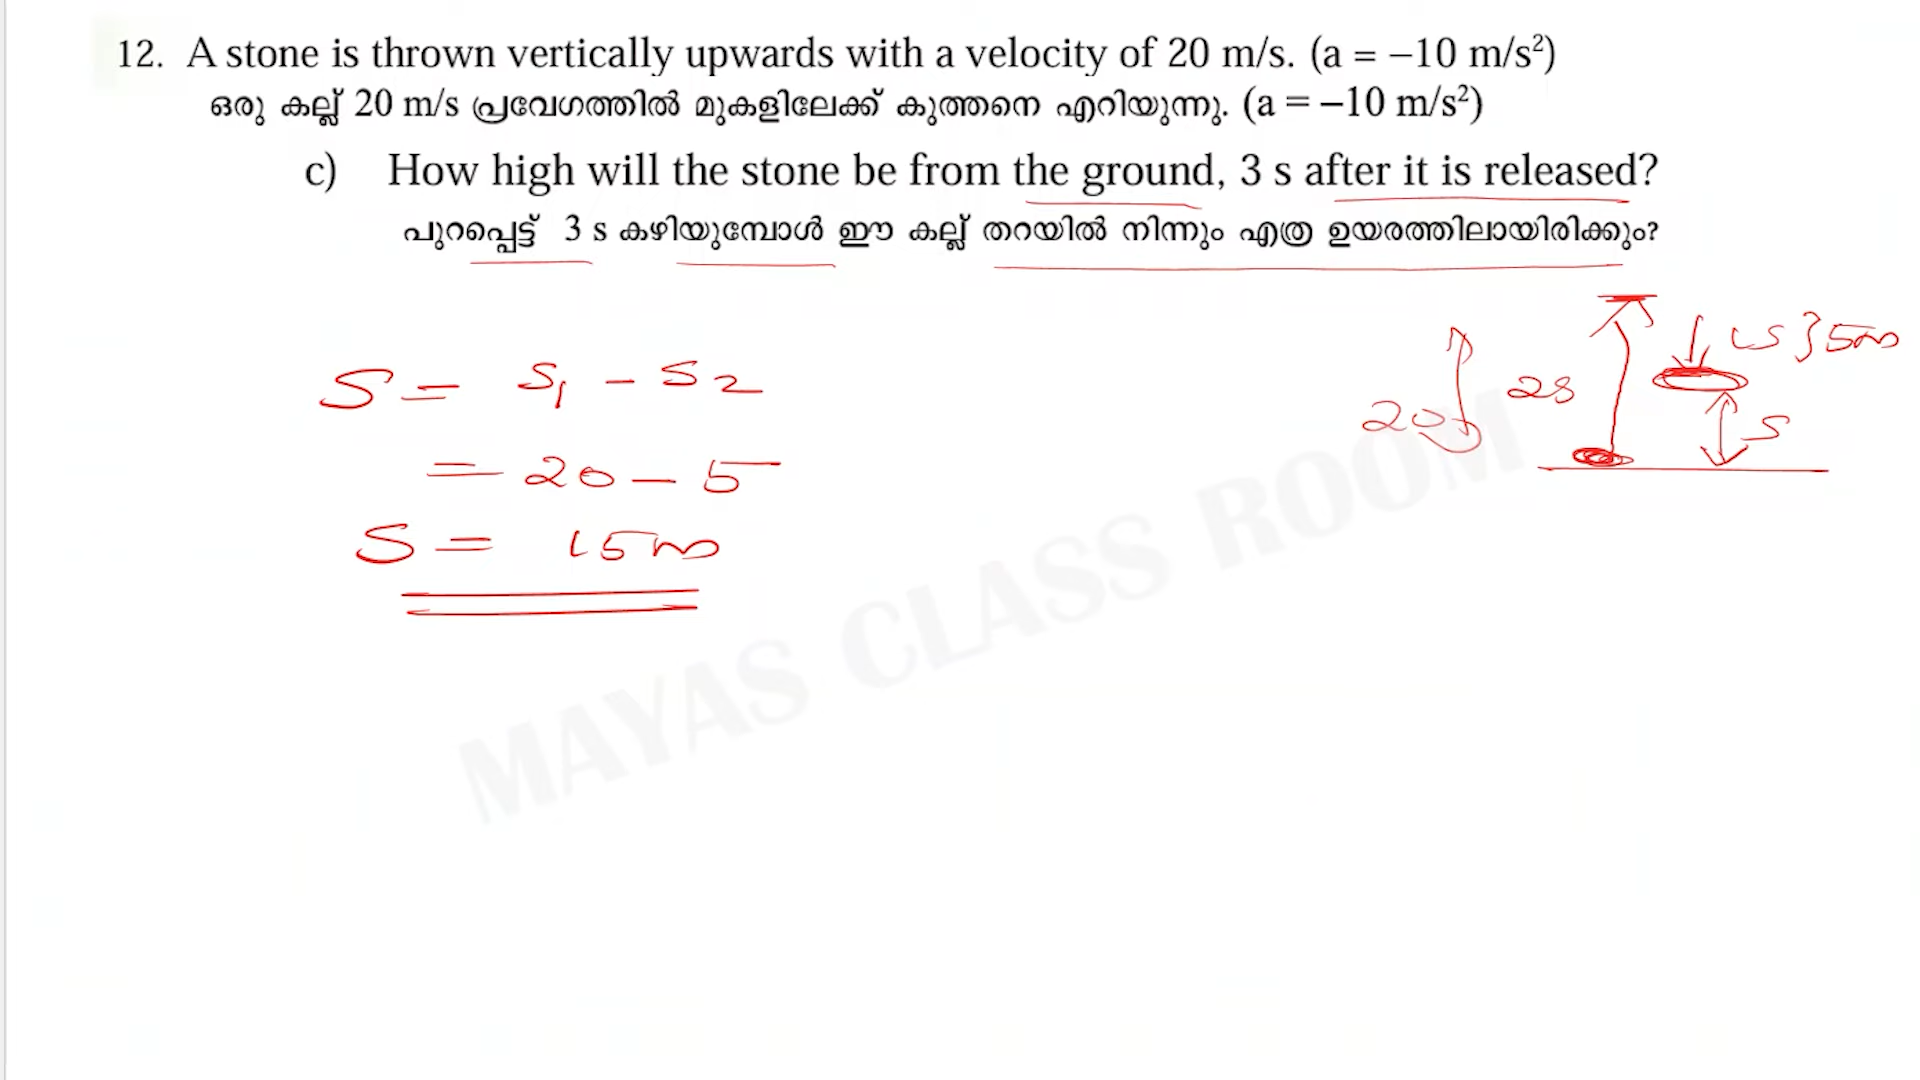 12. A stone is thrown vertically upwards with a velocity of 20 m/s. (a = −10 m/s²)
ഒരു കല്ല് 20 m/s പ്രവേഗത്തിൽ മുകളിലേക്ക് കുത്തനെ എറിയുന്നു. (a = −10 m/s²)
c) How high will the stone be from the ground, 3 s after it is released?
പുറപ്പെട്ട് 3 s കഴിയുമ്പോൾ ഈ കല്ല് തറയിൽ നിന്നും എത്ര ഉയരത്തിലായിരിക്കും?
S = S₁ − S2
= 20 − 5
S = 15m
20
2s
1s } 5m
S
MAYAS CLASS ROOM